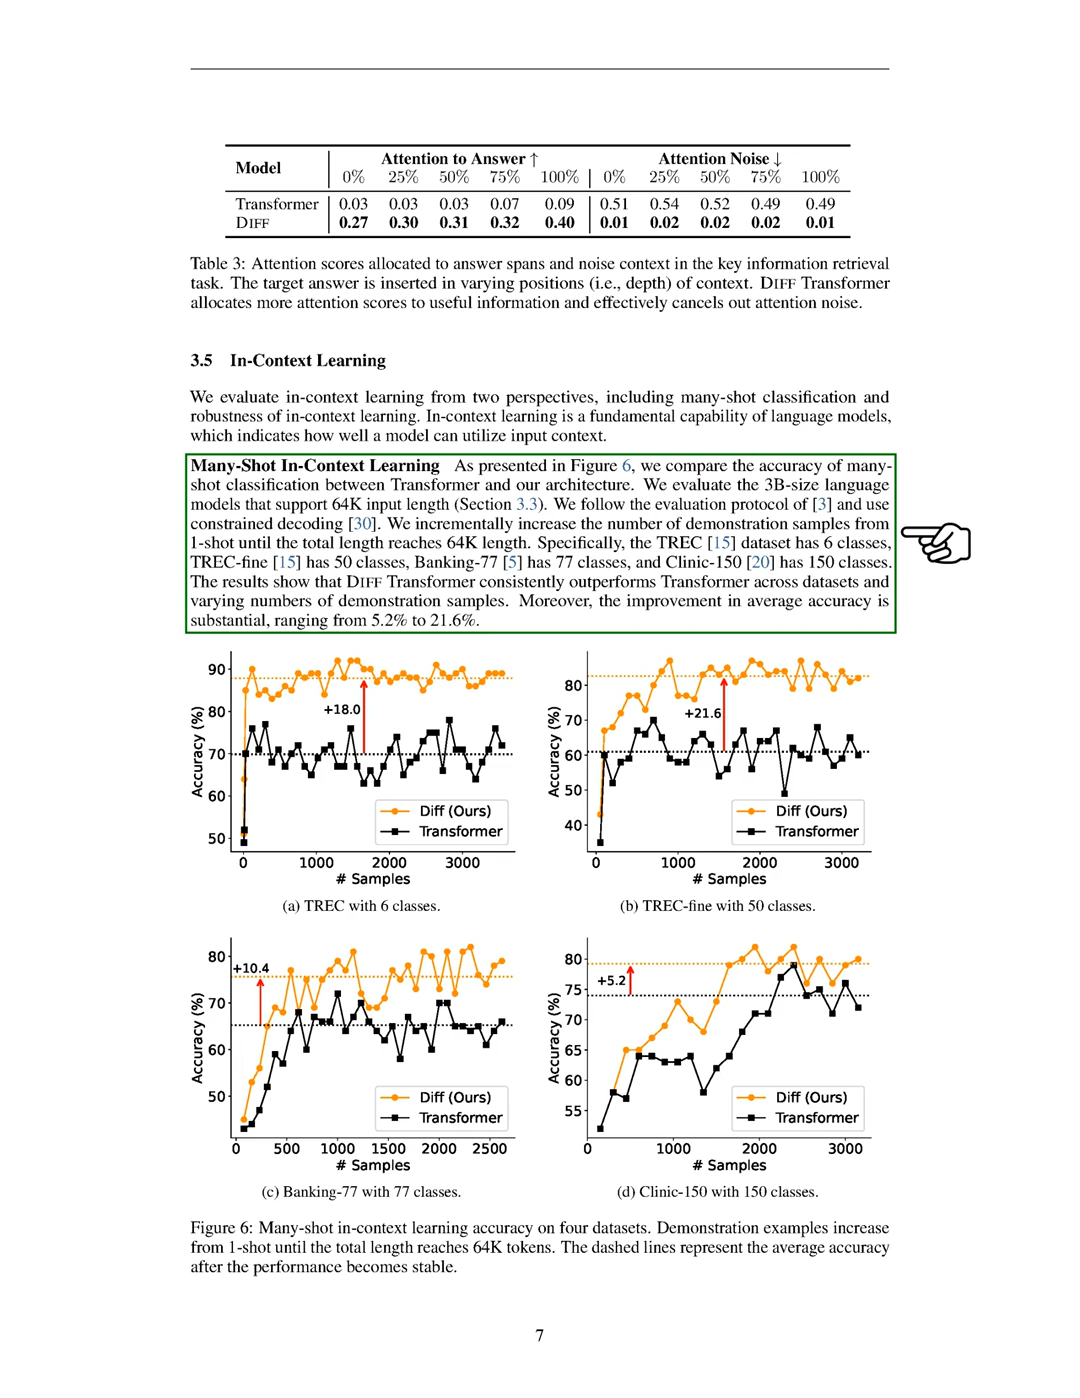 Model Attention to Answer ↑ Attention Noise ↓
0% 25% 50% 75% 100% 0% 25% 50% 75% 100%
Transformer 0.03 0.03 0.03 0.07 0.09 0.51 0.54 0.52 0.49 0.49
DIFF 0.27 0.30 0.31 0.32 0.40 0.01 0.02 0.02 0.02 0.01
Table 3: Attention scores allocated to answer spans and noise context in the key information retrieval
task. The target answer is inserted in varying positions (i.e., depth) of context. DIFF Transformer
allocates more attention scores to useful information and effectively cancels out attention noise.
3.5 In-Context Learning
We evaluate in-context learning from two perspectives, including many-shot classification and
robustness of in-context learning. In-context learning is a fundamental capability of language models,
which indicates how well a model can utilize input context.
Many-Shot In-Context Learning As presented in Figure 6, we compare the accuracy of many-
shot classification between Transformer and our architecture. We evaluate the 3B-size language
models that support 64K input length (Section 3.3). We follow the evaluation protocol of [3] and use
constrained decoding [30]. We incrementally increase the number of demonstration samples from
1-shot until the total length reaches 64K length. Specifically, the TREC [15] dataset has 6 classes,
TREC-fine [15] has 50 classes, Banking-77 [5] has 77 classes, and Clinic-150 [20] has 150 classes.
The results show that DIFF Transformer consistently outperforms Transformer across datasets and
varying numbers of demonstration samples. Moreover, the improvement in average accuracy is
substantial, ranging from 5.2% to 21.6%.
Accuracy (%)
90
80
70
60
50
+18.0
Diff (Ours)
Transformer
0 1000 2000 3000
# Samples
(a) TREC with 6 classes.
Accuracy (%)
80
70
60
50
40
+21.6
Diff (Ours)
Transformer
0 1000 2000 3000
# Samples
(b) TREC-fine with 50 classes.
Accuracy (%)
80
70
60
50
+10.4
Diff (Ours)
Transformer
0 500 1000 1500 2000 2500
# Samples
(c) Banking-77 with 77 classes.
Accuracy (%)
80
75
70
65
60
55
+5.2
Diff (Ours)
Transformer
0 1000 2000 3000
# Samples
(d) Clinic-150 with 150 classes.
Figure 6: Many-shot in-context learning accuracy on four datasets. Demonstration examples increase
from 1-shot until the total length reaches 64K tokens. The dashed lines represent the average accuracy
after the performance becomes stable.
7